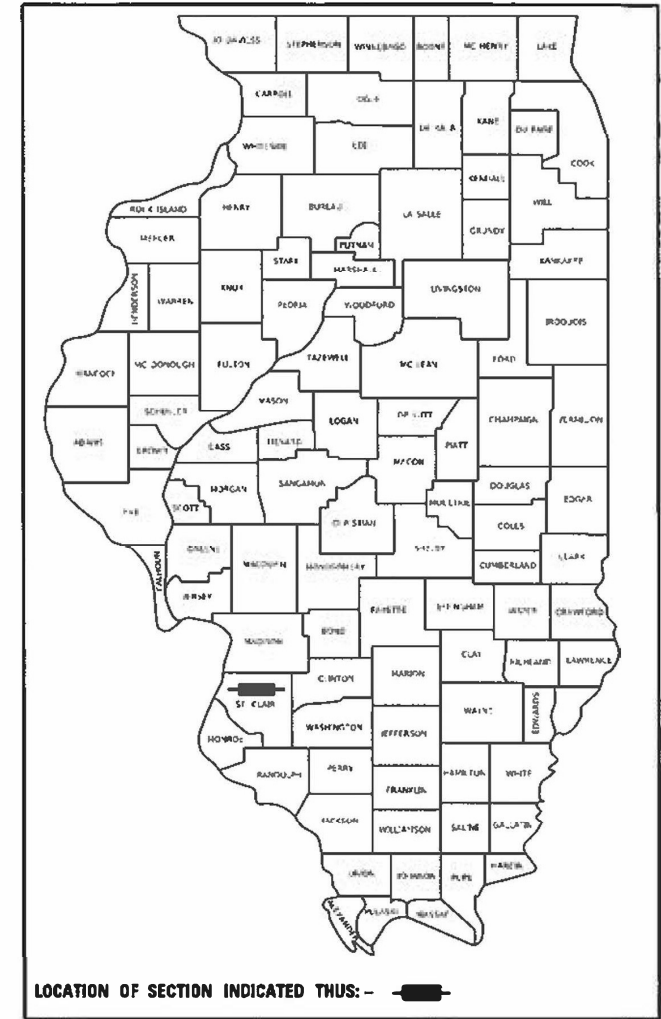 JO DAVIESS STEPHENSON WINNEBAGO BOONE MC HENRY LAKE
CARROLL OGLE
DE KALB KANE DU PAGE
WHITESIDE LEE COOK
KENDALL
ROCK ISLAND HENRY BUREAU LA SALLE WILL
MERCER PUTNAM GRUNDY
STARK MARSHALL KANKAKEE
HENDERSON WARREN KNOX PEORIA WOODFORD LIVINGSTON IROQUOIS
HANCOCK MC DONOUGH FULTON TAZEWELL MC LEAN FORD
SCHUYLER MASON LOGAN DE WITT CHAMPAIGN VERMILION
ADAMS BROWN CASS MENARD PIATT
MACON
PIKE SCOTT MORGAN SANGAMON MOULTRIE DOUGLAS EDGAR
CHRISTIAN COLES
CALHOUN GREENE MACOUPIN MONTGOMERY SHELBY CUMBERLAND CLARK
JERSEY FAYETTE EFFINGHAM JASPER CRAWFORD
MADISON BOND
CLAY RICHLAND LAWRENCE
CLINTON MARION
ST. CLAIR WAYNE EDWARDS
MONROE WASHINGTON JEFFERSON
RANDOLPH PERRY HAMILTON WHITE
FRANKLIN
JACKSON WILLIAMSON SALINE GALLATIN
UNION JOHNSON POPE HARDIN
ALEXANDER PULASKI MASSAC
LOCATION OF SECTION INDICATED THUS: -